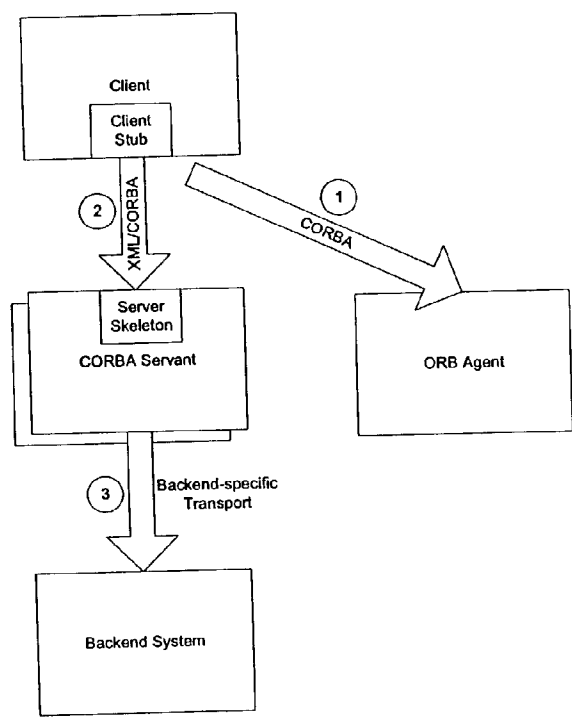 Client
Client
Stub
1
CORBA
2
XML/CORBA
Server
Skeleton
CORBA Servant
ORB Agent
3
Backend-specific
Transport
Backend System